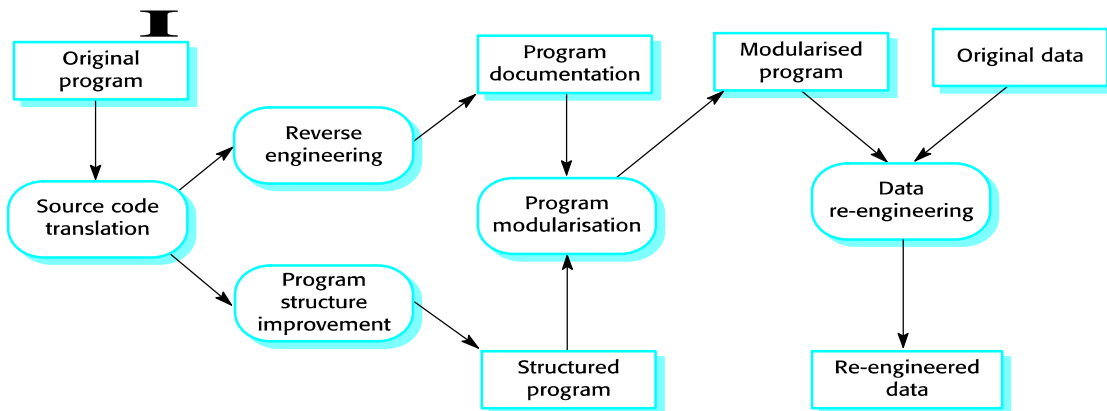 I
Original
program
Program
documentation
Modularised
program
Original data
Reverse
engineering
Source code
translation
Program
modularisation
Data
re-engineering
Program
structure
improvement
Structured
program
Re-engineered
data